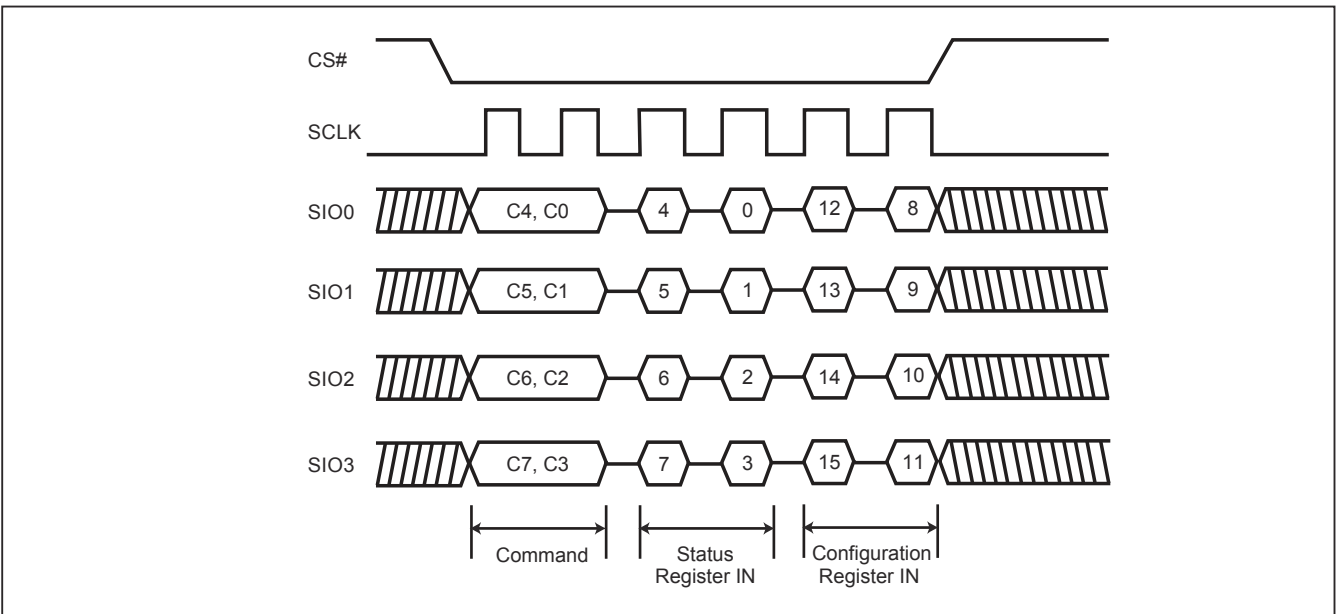 CS#
SCLK
SIO0 C4, C0 4 0 12 8
SIO1 C5, C1 5 1 13 9
SIO2 C6, C2 6 2 14 10
SIO3 C7, C3 7 3 15 11
Command Status Configuration
Register IN Register IN